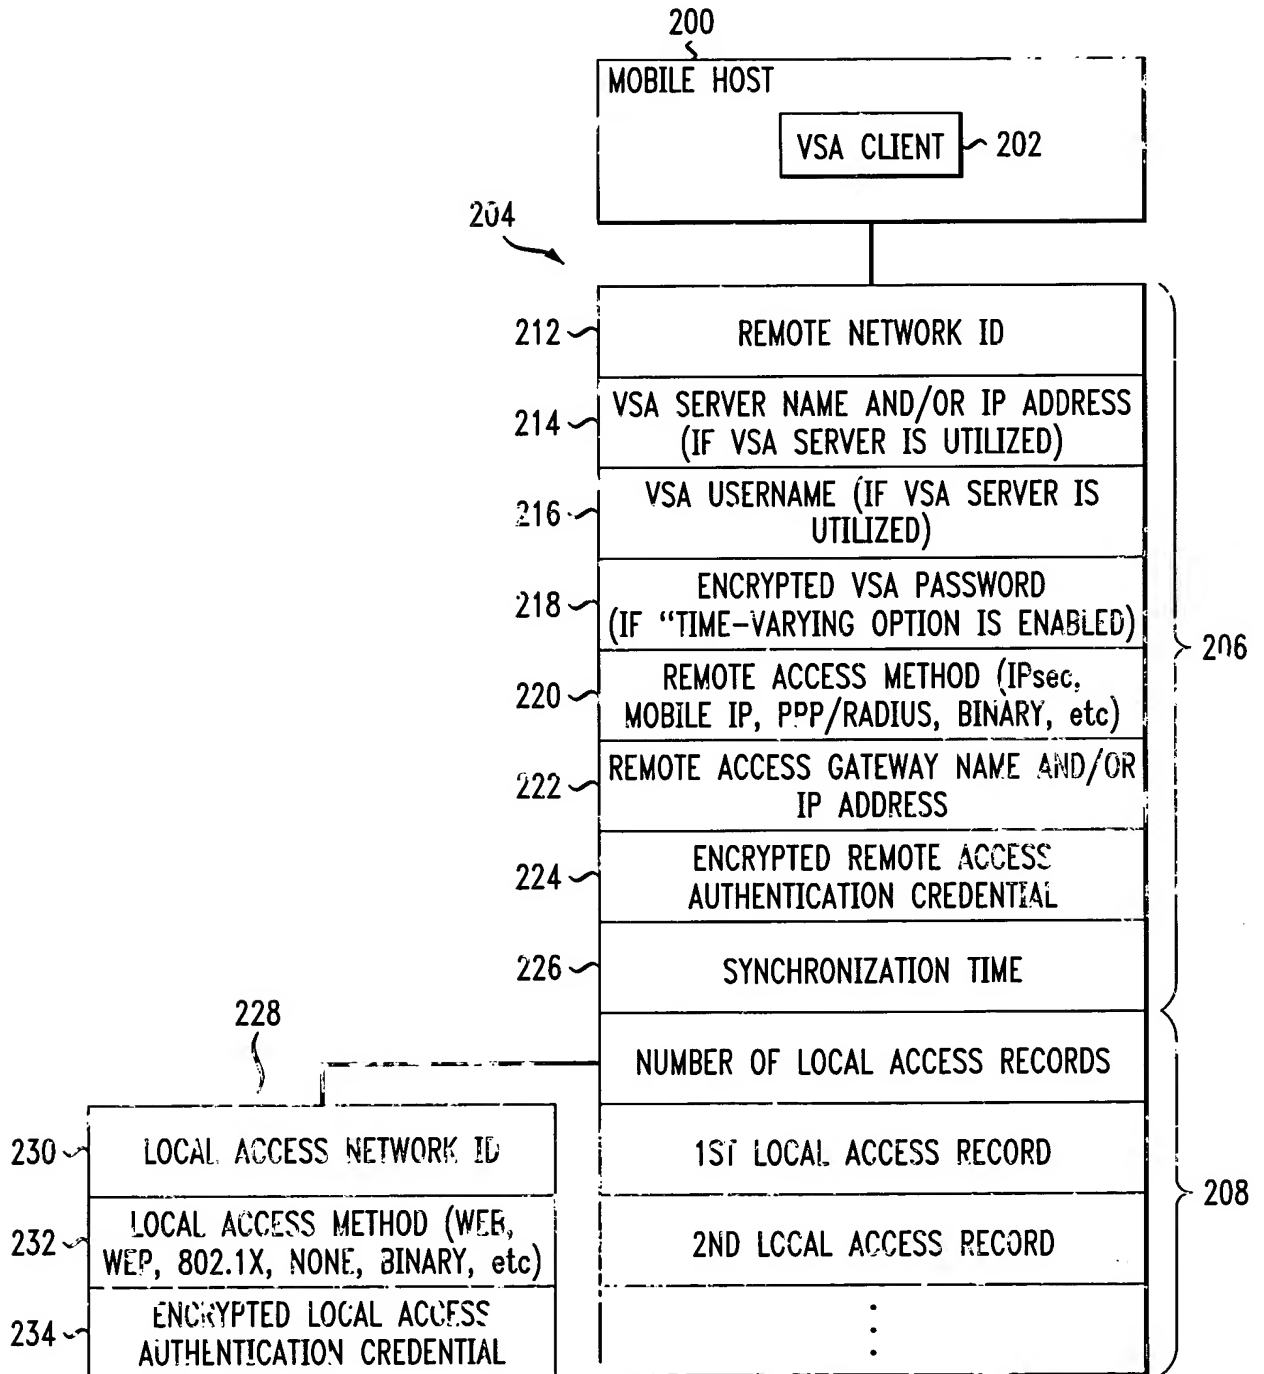 200
MOBILE HOST
VSA CLIENT
202
204
212
REMOTE NETWORK ID
214
VSA SERVER NAME AND/OR IP ADDRESS
(IF VSA SERVER IS UTILIZED)
216
VSA USERNAME (IF VSA SERVER IS
UTILIZED)
218
ENCRYPTED VSA PASSWORD
(IF “TIME-VARYING OPTION IS ENABLED)
206
220
REMOTE ACCESS METHOD (IPsec,
MOBILE IP, PPP/RADIUS, BINARY, etc)
222
REMOTE ACCESS GATEWAY NAME AND/OR
IP ADDRESS
224
ENCRYPTED REMOTE ACCESS
AUTHENTICATION CREDENTIAL
226
SYNCHRONIZATION TIME
228
NUMBER OF LOCAL ACCESS RECORDS
230
LOCAL ACCESS NETWORK ID
1ST LOCAL ACCESS RECORD
208
232
LOCAL ACCESS METHOD (WEB,
WEP, 802.1X, NONE, BINARY, etc)
2ND LOCAL ACCESS RECORD
234
ENCRYPTED LOCAL ACCESS
AUTHENTICATION CREDENTIAL